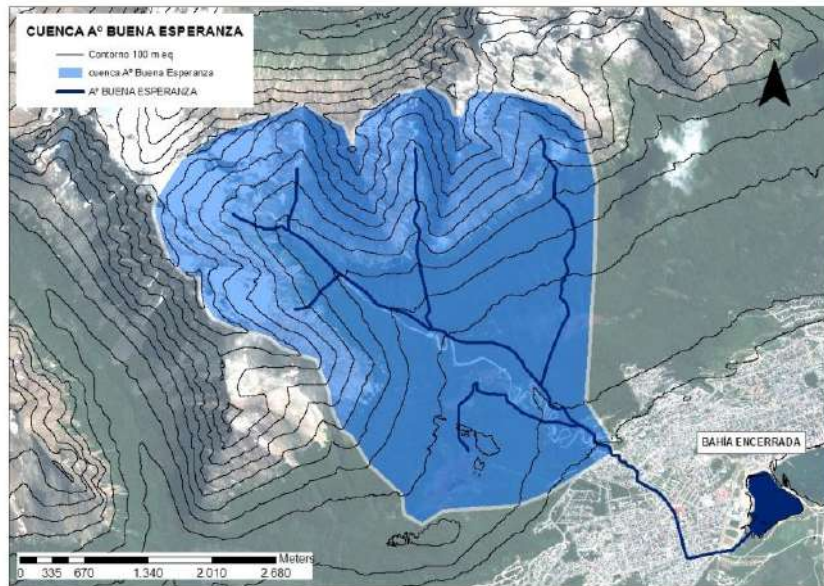 CUENCA Aº BUENA ESPERANZA
Contorno 100 m eq
cuenca Aº Buena Esperanza
Aº BUENA ESPERANZA
N
BAHÍA ENCERRADA
Meters
0 335 670 1.340 2.010 2.680